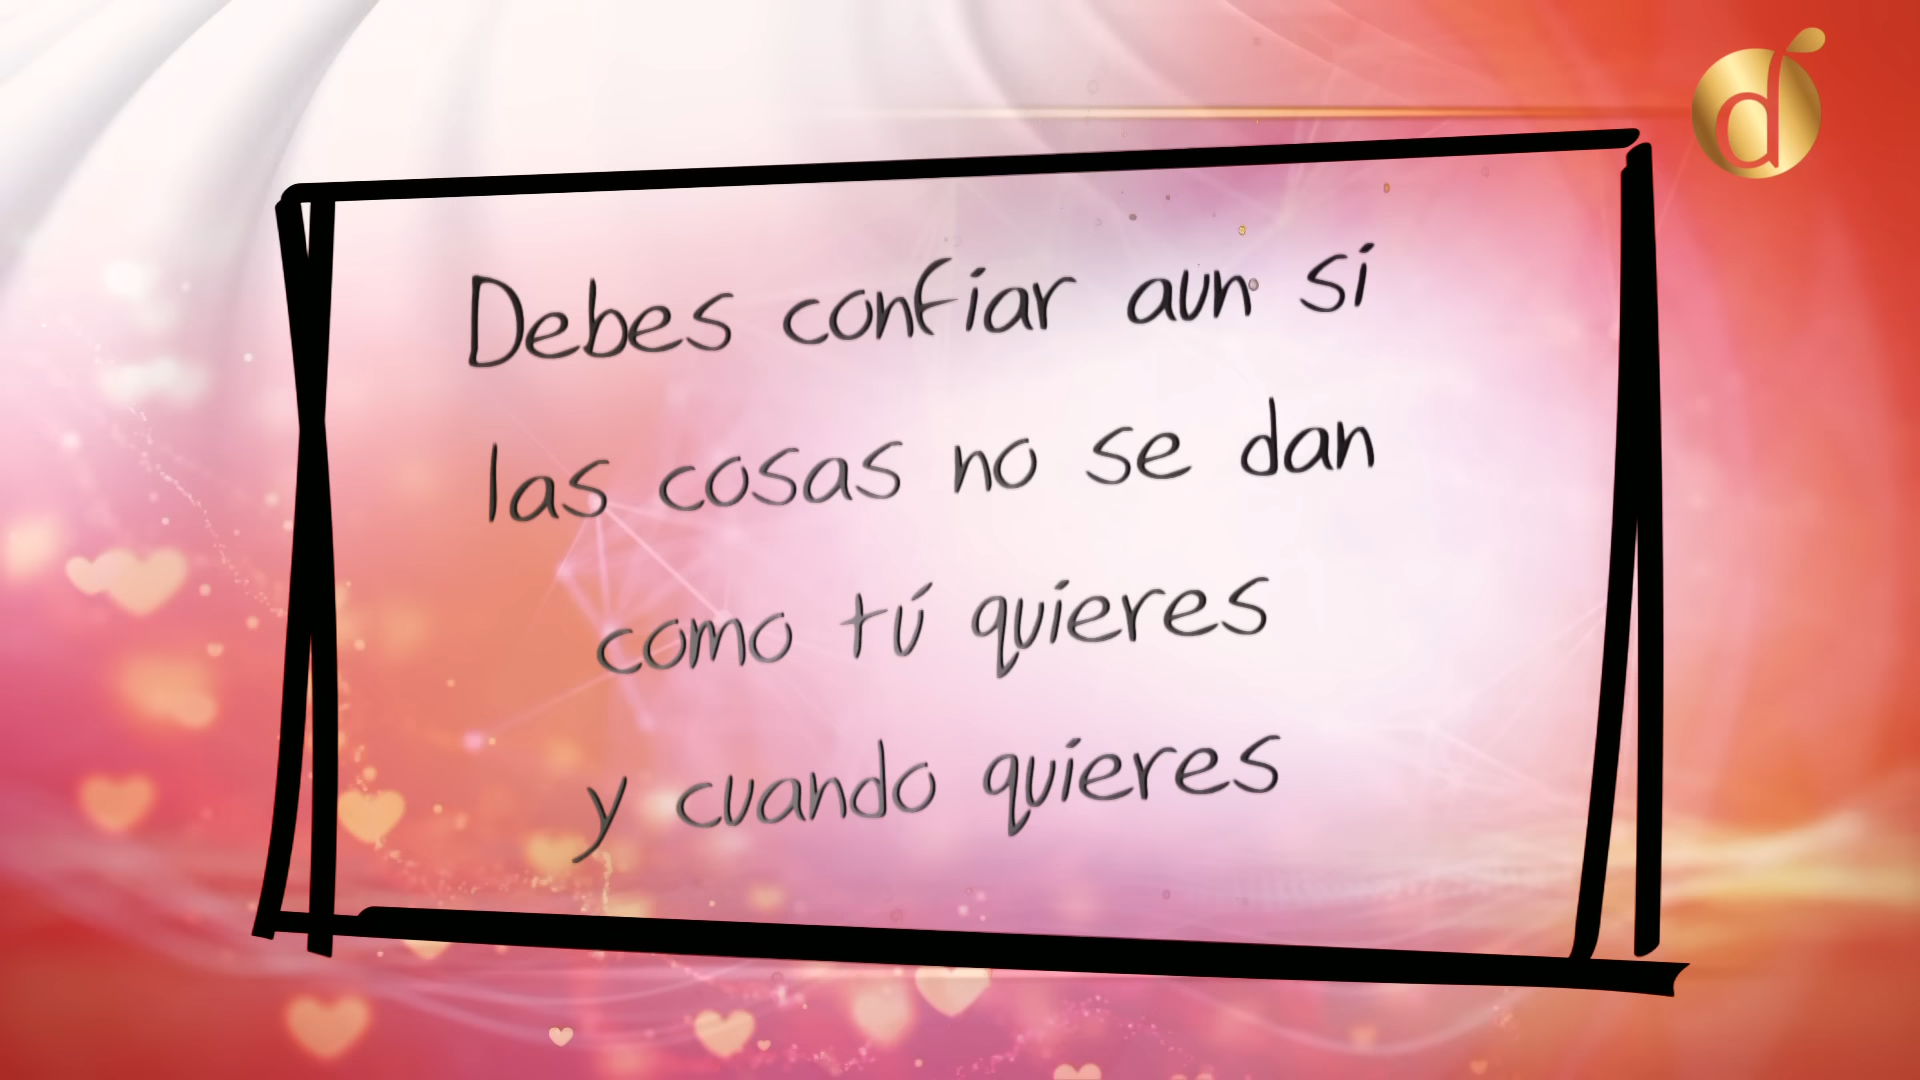 d
Debes confiar aun si
las cosas no se dan
como tú quieres
y cuando quieres